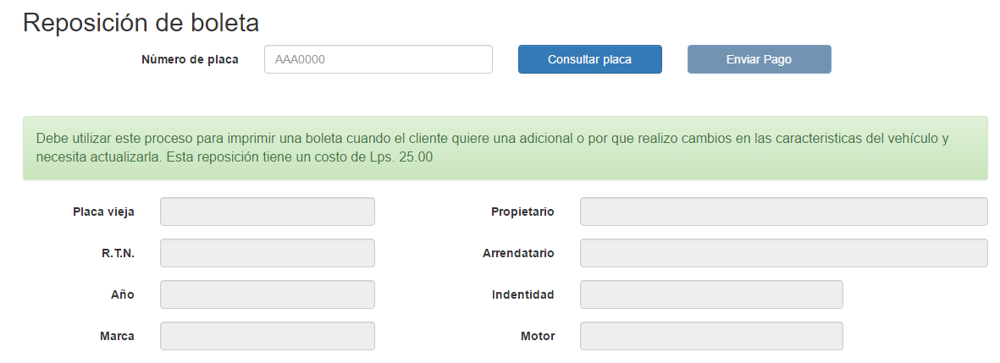 Reposición de boleta
Número de placa AAA0000 Consultar placa Enviar Pago
Debe utilizar este proceso para imprimir una boleta cuando el cliente quiere una adicional o por que realizo cambios en las caracteristicas del vehículo y
necesita actualizarla. Esta reposición tiene un costo de Lps. 25.00
Placa vieja Propietario
R.T.N. Arrendatario
Año Indentidad
Marca Motor